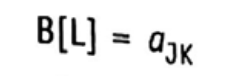 B[L] = a_JK